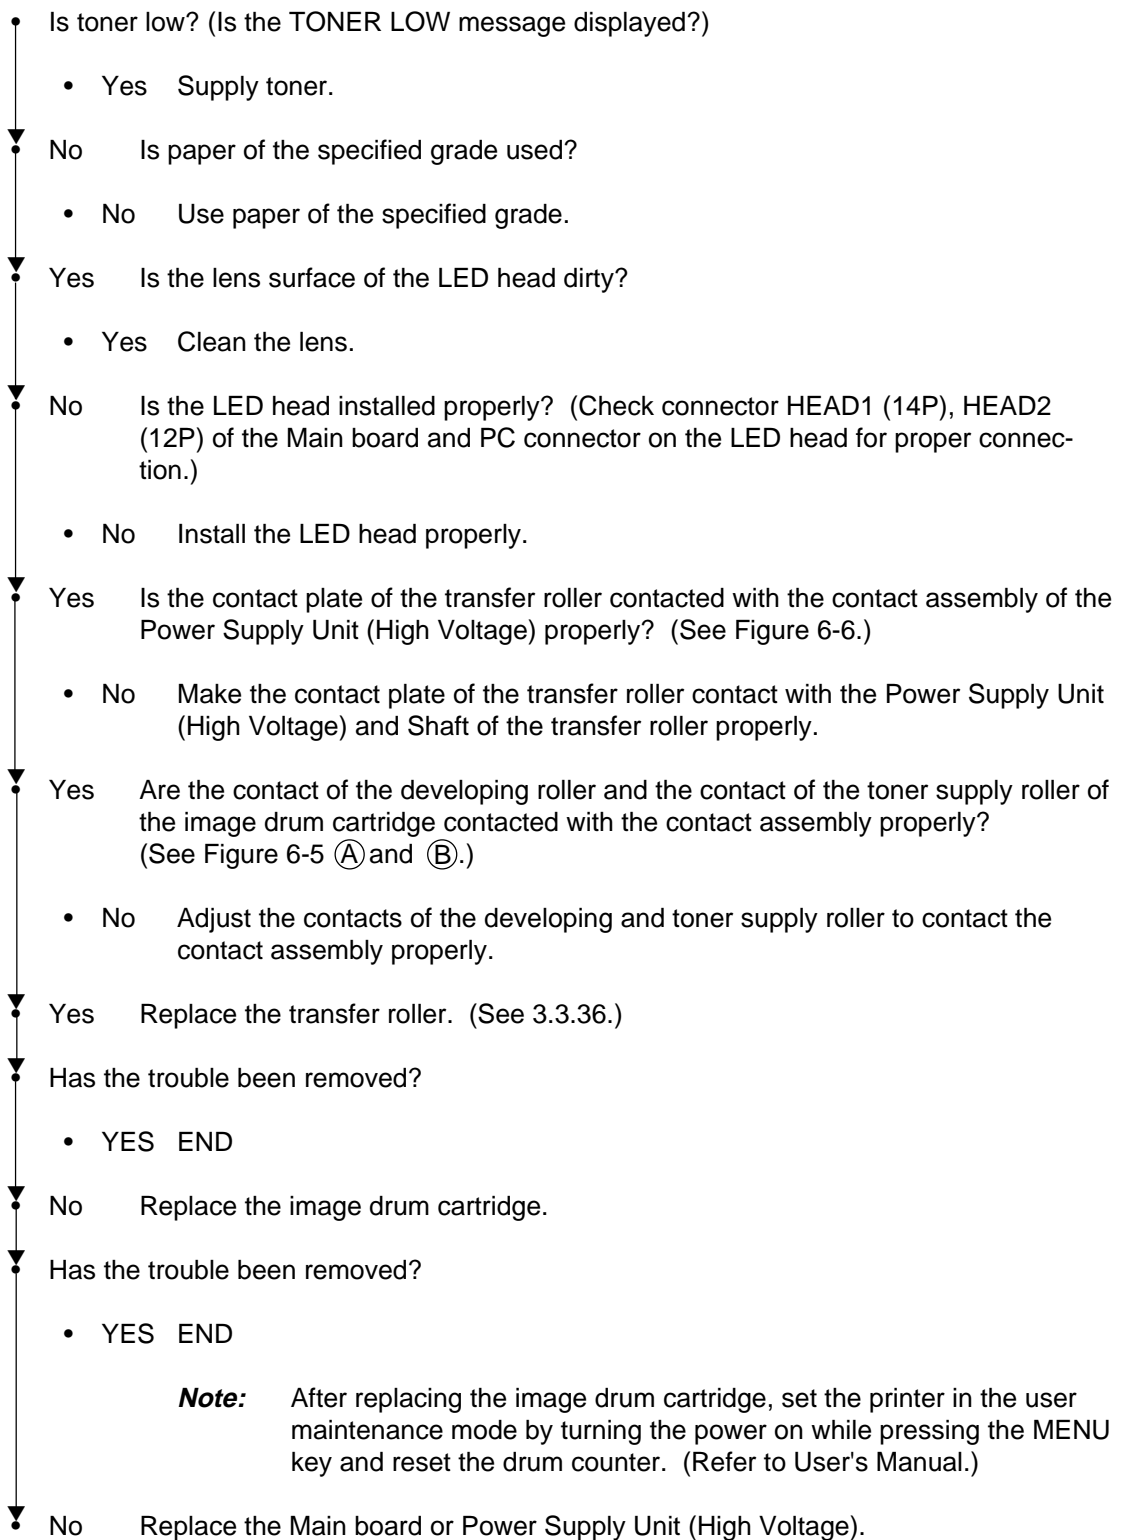 • Is toner low? (Is the TONER LOW message displayed?)
• Yes Supply toner.
• No Is paper of the specified grade used?
• No Use paper of the specified grade.
• Yes Is the lens surface of the LED head dirty?
• Yes Clean the lens.
• No Is the LED head installed properly? (Check connector HEAD1 (14P), HEAD2
(12P) of the Main board and PC connector on the LED head for proper connec-
tion.)
• No Install the LED head properly.
• Yes Is the contact plate of the transfer roller contacted with the contact assembly of the
Power Supply Unit (High Voltage) properly? (See Figure 6-6.)
• No Make the contact plate of the transfer roller contact with the Power Supply Unit
(High Voltage) and Shaft of the transfer roller properly.
• Yes Are the contact of the developing roller and the contact of the toner supply roller of
the image drum cartridge contacted with the contact assembly properly?
(See Figure 6-5 Ⓐ and Ⓑ.)
• No Adjust the contacts of the developing and toner supply roller to contact the
contact assembly properly.
• Yes Replace the transfer roller. (See 3.3.36.)
• Has the trouble been removed?
• YES END
• No Replace the image drum cartridge.
• Has the trouble been removed?
• YES END
Note: After replacing the image drum cartridge, set the printer in the user
maintenance mode by turning the power on while pressing the MENU
key and reset the drum counter. (Refer to User's Manual.)
• No Replace the Main board or Power Supply Unit (High Voltage).